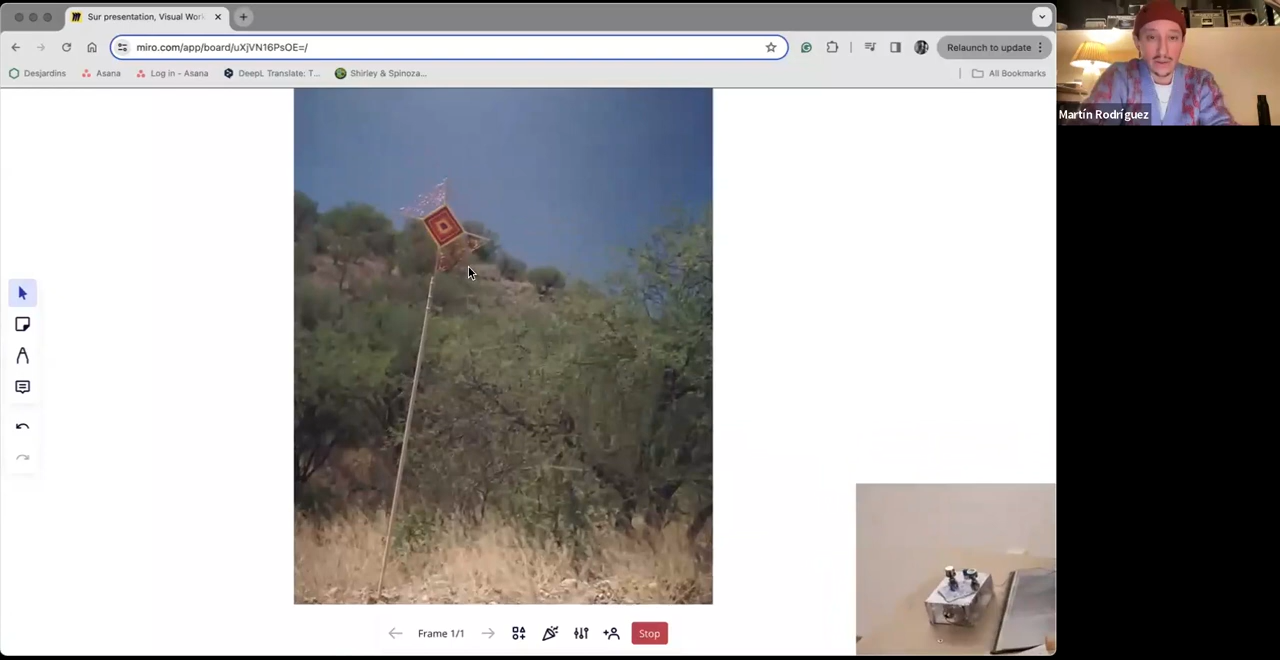 Sur presentation, Visual Wor
miro.com/app/board/uXjVN16PsOE=/
Relaunch to update
Desjardins
Asana
Log in - Asana
DeepL Translate: T...
Shirley & Spinoza...
All Bookmarks
Martín Rodríguez
Frame 1/1
Stop